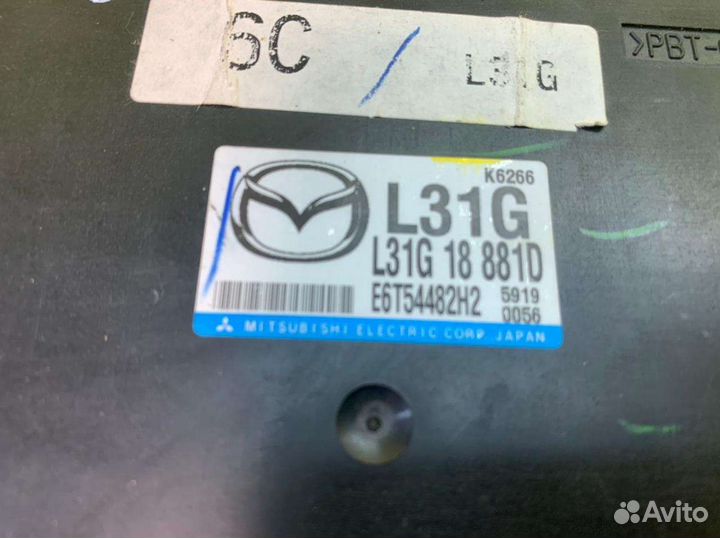 6C
L31G
>PBT-
K6266
L31G
L31G 18 881D
E6T54482H2
5919
0056
MITSUBISHI ELECTRIC CORP. JAPAN
Avito